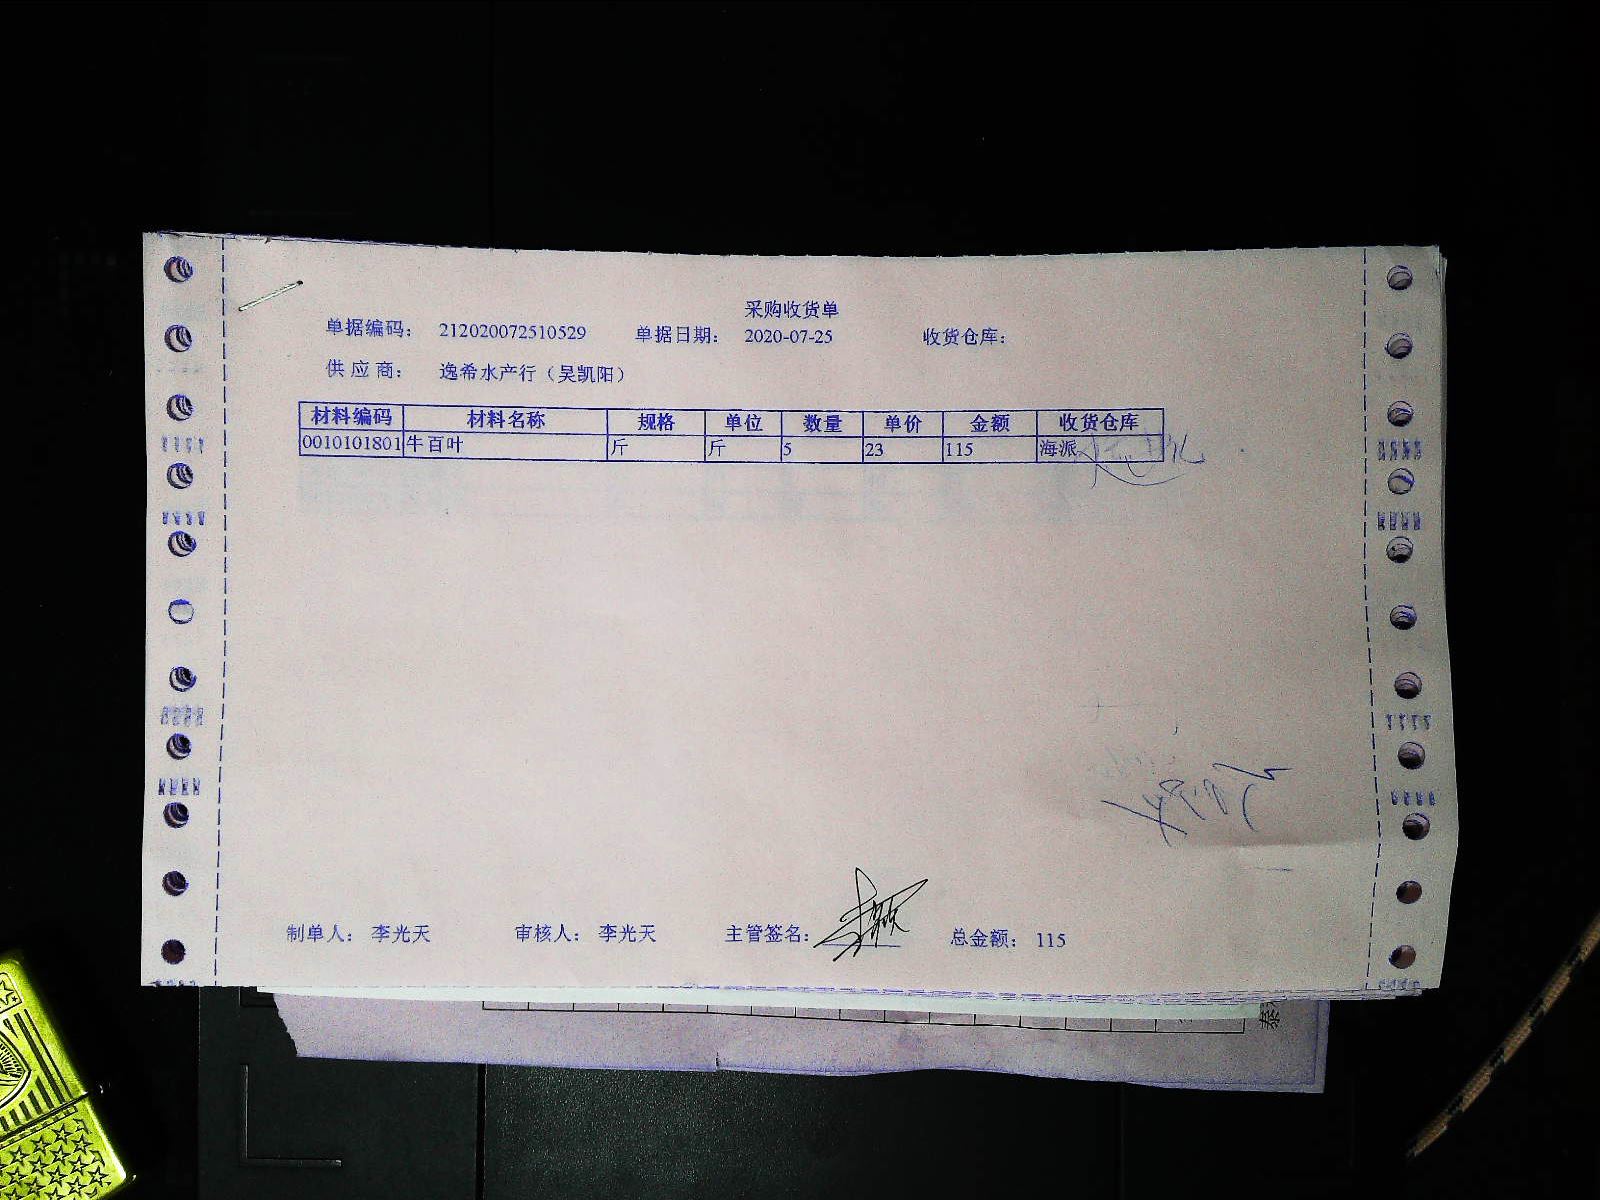 采购收货单
单据编码： 212020072510529 单据日期： 2020-07-25 收货仓库：
供应商： 逸希水产行（吴凯阳）
材料编码 材料名称 规格 单位 数量 单价 金额 收货仓库
0010101801 牛百叶 斤 斤 5 23 115 海派
制单人： 李光天 审核人： 李光天 主管签名： 总金额： 115
泰